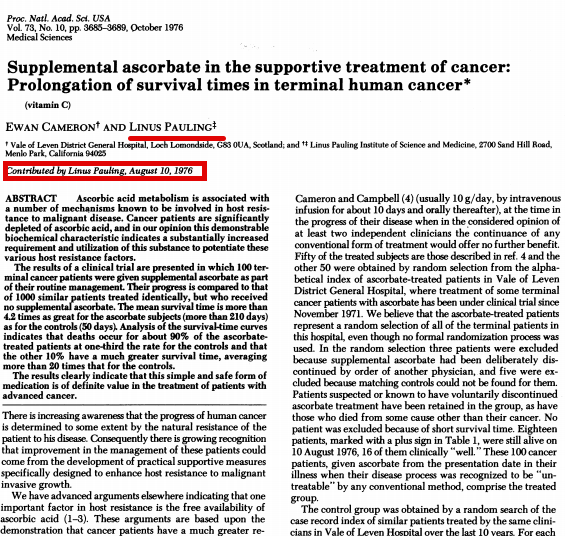 Proc. Natl. Acad. Sci. USA
Vol. 73, No. 10, pp. 3685-3689, October 1976
Medical Sciences
Supplemental ascorbate in the supportive treatment of cancer:
Prolongation of survival times in terminal human cancer*
(vitamin C)
EWAN CAMERON† AND LINUS PAULING‡
† Vale of Leven District General Hospital, Loch Lomondside, G83 0UA, Scotland; and †‡ Linus Pauling Institute of Science and Medicine, 2700 Sand Hill Road,
Menlo Park, California 94025
Contributed by Linus Pauling, August 10, 1976
ABSTRACT Ascorbic acid metabolism is associated with
a number of mechanisms known to be involved in host resis-
tance to malignant disease. Cancer patients are significantly
depleted of ascorbic acid, and in our opinion this demonstrable
biochemical characteristic indicates a substantially increased
requirement and utilization of this substance to potentiate these
various host resistance factors.
The results of a clinical trial are presented in which 100 ter-
minal cancer patients were given supplemental ascorbate as part
of their routine management. Their progress is compared to that
of 1000 similar patients treated identically, but who received
no supplemental ascorbate. The mean survival time is more than
4.2 times as great for the ascorbate subjects (more than 210 days)
as for the controls (50 days). Analysis of the survival-time curves
indicates that deaths occur for about 90% of the ascorbate-
treated patients at one-third the rate for the controls and that
the other 10% have a much greater survival time, averaging
more than 20 times that for the controls.
The results clearly indicate that this simple and safe form of
medication is of definite value in the treatment of patients with
advanced cancer.
There is increasing awareness that the progress of human cancer
is determined to some extent by the natural resistance of the
patient to his disease. Consequently there is growing recognition
that improvement in the management of these patients could
come from the development of practical supportive measures
specifically designed to enhance host resistance to malignant
invasive growth.
We have advanced arguments elsewhere indicating that one
important factor in host resistance is the free availability of
ascorbic acid (1-3). These arguments are based upon the
demonstration that cancer patients have a much greater re-
Cameron and Campbell (4) (usually 10 g/day, by intravenous
infusion for about 10 days and orally thereafter), at the time in
the progress of their disease when in the considered opinion of
at least two independent clinicians the continuance of any
conventional form of treatment would offer no further benefit.
Fifty of the treated subjects are those described in ref. 4 and the
other 50 were obtained by random selection from the alpha-
betical index of ascorbate-treated patients in Vale of Leven
District General Hospital, where treatment of some terminal
cancer patients with ascorbate has been under clinical trial since
November 1971. We believe that the ascorbate-treated patients
represent a random selection of all of the terminal patients in
this hospital, even though no formal randomization process was
used. In the random selection three patients were excluded
because supplemental ascorbate had been deliberately dis-
continued by order of another physician, and five were ex-
cluded because matching controls could not be found for them.
Patients suspected or known to have voluntarily discontinued
ascorbate treatment have been retained in the group, as have
those who died from some cause other than their cancer. No
patient was excluded because of short survival time. Eighteen
patients, marked with a plus sign in Table 1, were still alive on
10 August 1976, 16 of them clinically "well." These 100 cancer
patients, given ascorbate from the presentation date in their
illness when their disease process was recognized to be "un-
treatable" by any conventional method, comprise the treated
group.
The control group was obtained by a random search of the
case record index of similar patients treated by the same clini-
cians in Vale of Leven Hospital over the last 10 years. For each